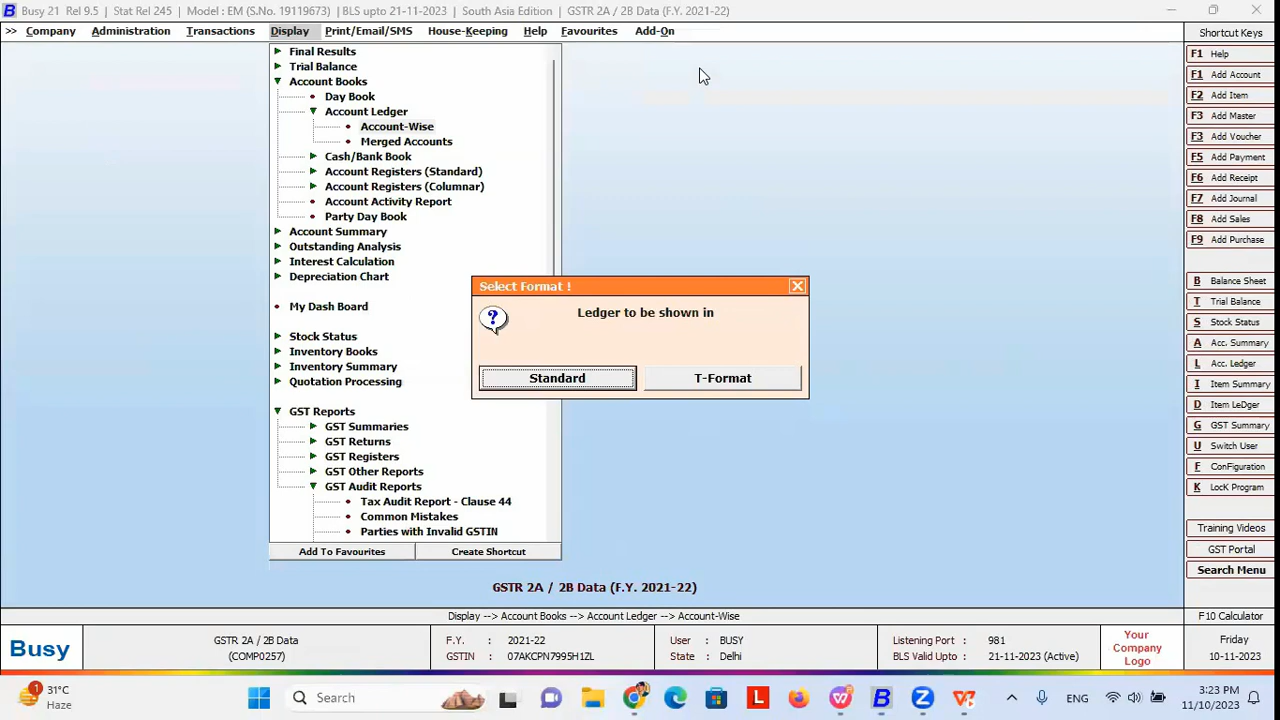 Busy 21 Rel 9.5 | Stat Rel 245 | Model : EM (S.No. 19119673) | BLS upto 21-11-2023 | South Asia Edition | GSTR 2A / 2B Data (F.Y. 2021-22)
>> Company Administration Transactions Display Print/Email/SMS House-Keeping Help Favourites Add-On
Shortcut Keys
Final Results
Trial Balance
Account Books
Day Book
Account Ledger
Account-Wise
Merged Accounts
Cash/Bank Book
Account Registers (Standard)
Account Registers (Columnar)
Account Activity Report
Party Day Book
Account Summary
Outstanding Analysis
Interest Calculation
Depreciation Chart
My Dash Board
Stock Status
Inventory Books
Inventory Summary
Quotation Processing
GST Reports
GST Summaries
GST Returns
GST Registers
GST Other Reports
GST Audit Reports
Tax Audit Report - Clause 44
Common Mistakes
Parties with Invalid GSTIN
Add To Favourites Create Shortcut
Select Format !
?
Ledger to be shown in
Standard T-Format
F1 Help
F1 Add Account
F2 Add Item
F3 Add Master
F3 Add Voucher
F5 Add Payment
F6 Add Receipt
F7 Add Journal
F8 Add Sales
F9 Add Purchase
B Balance Sheet
T Trial Balance
S Stock Status
A Acc. Summary
L Acc. Ledger
I Item Summary
D Item LeDger
G GST Summary
U Switch User
F ConFiguration
K LocK Program
Training Videos
GST Portal
Search Menu
GSTR 2A / 2B Data (F.Y. 2021-22)
Display --> Account Books --> Account Ledger --> Account-Wise
F10 Calculator
Busy
GSTR 2A / 2B Data
(COMP0257)
F.Y. : 2021-22
GSTIN : 07AKCPN7995H1ZL
User : BUSY
State : Delhi
Listening Port : 981
BLS Valid Upto : 21-11-2023 (Active)
Your
Company
Logo
Friday
10-11-2023
1
31°C
Haze
Search
L
B
Z
ENG
3:23 PM
11/10/2023